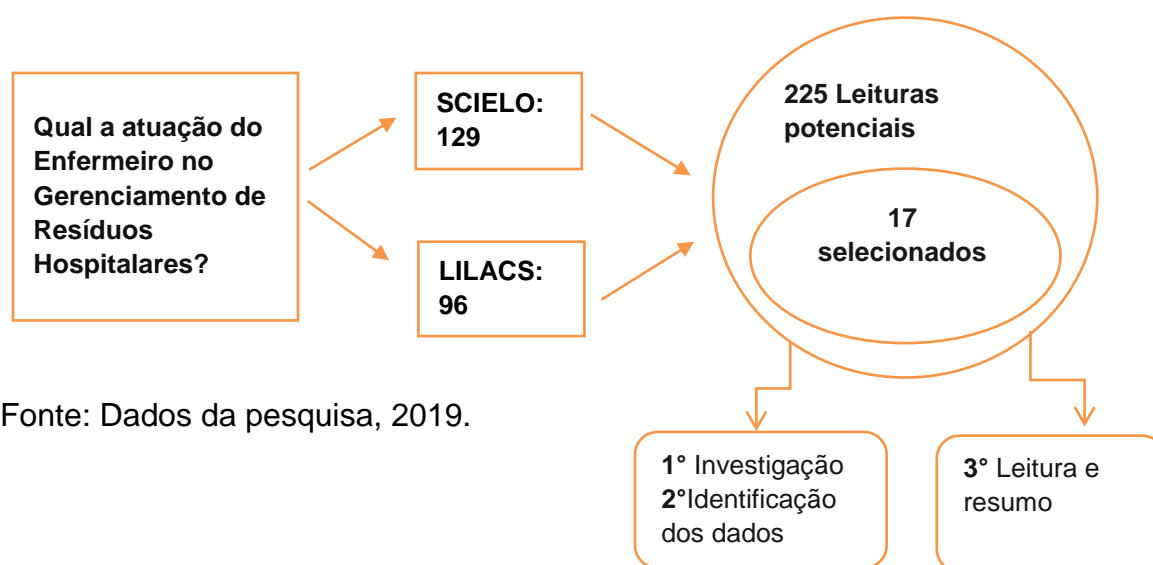 Qual a atuação do
Enfermeiro no
Gerenciamento de
Resíduos
Hospitalares?
SCIELO:
129
LILACS:
96
225 Leituras
potenciais
17
selecionados
Fonte: Dados da pesquisa, 2019.
1° Investigação
2°Identificação
dos dados
3° Leitura e
resumo